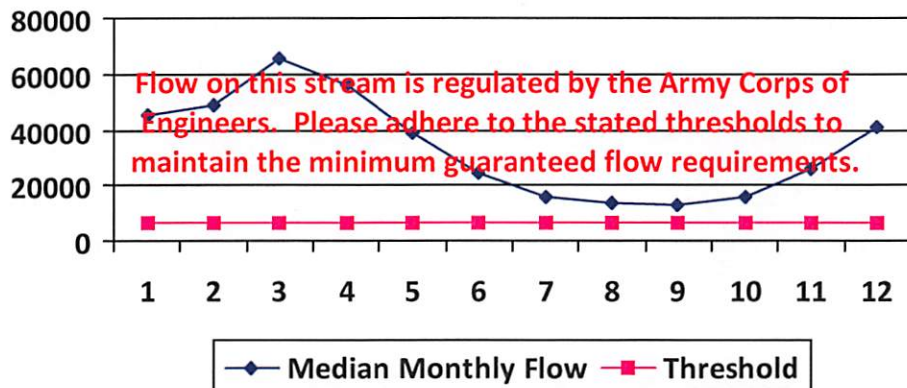 80000
60000
40000
20000
0
Flow on this stream is regulated by the Army Corps of
Engineers. Please adhere to the stated thresholds to
maintain the minimum guaranteed flow requirements.
1 2 3 4 5 6 7 8 9 10 11 12
Median Monthly Flow Threshold